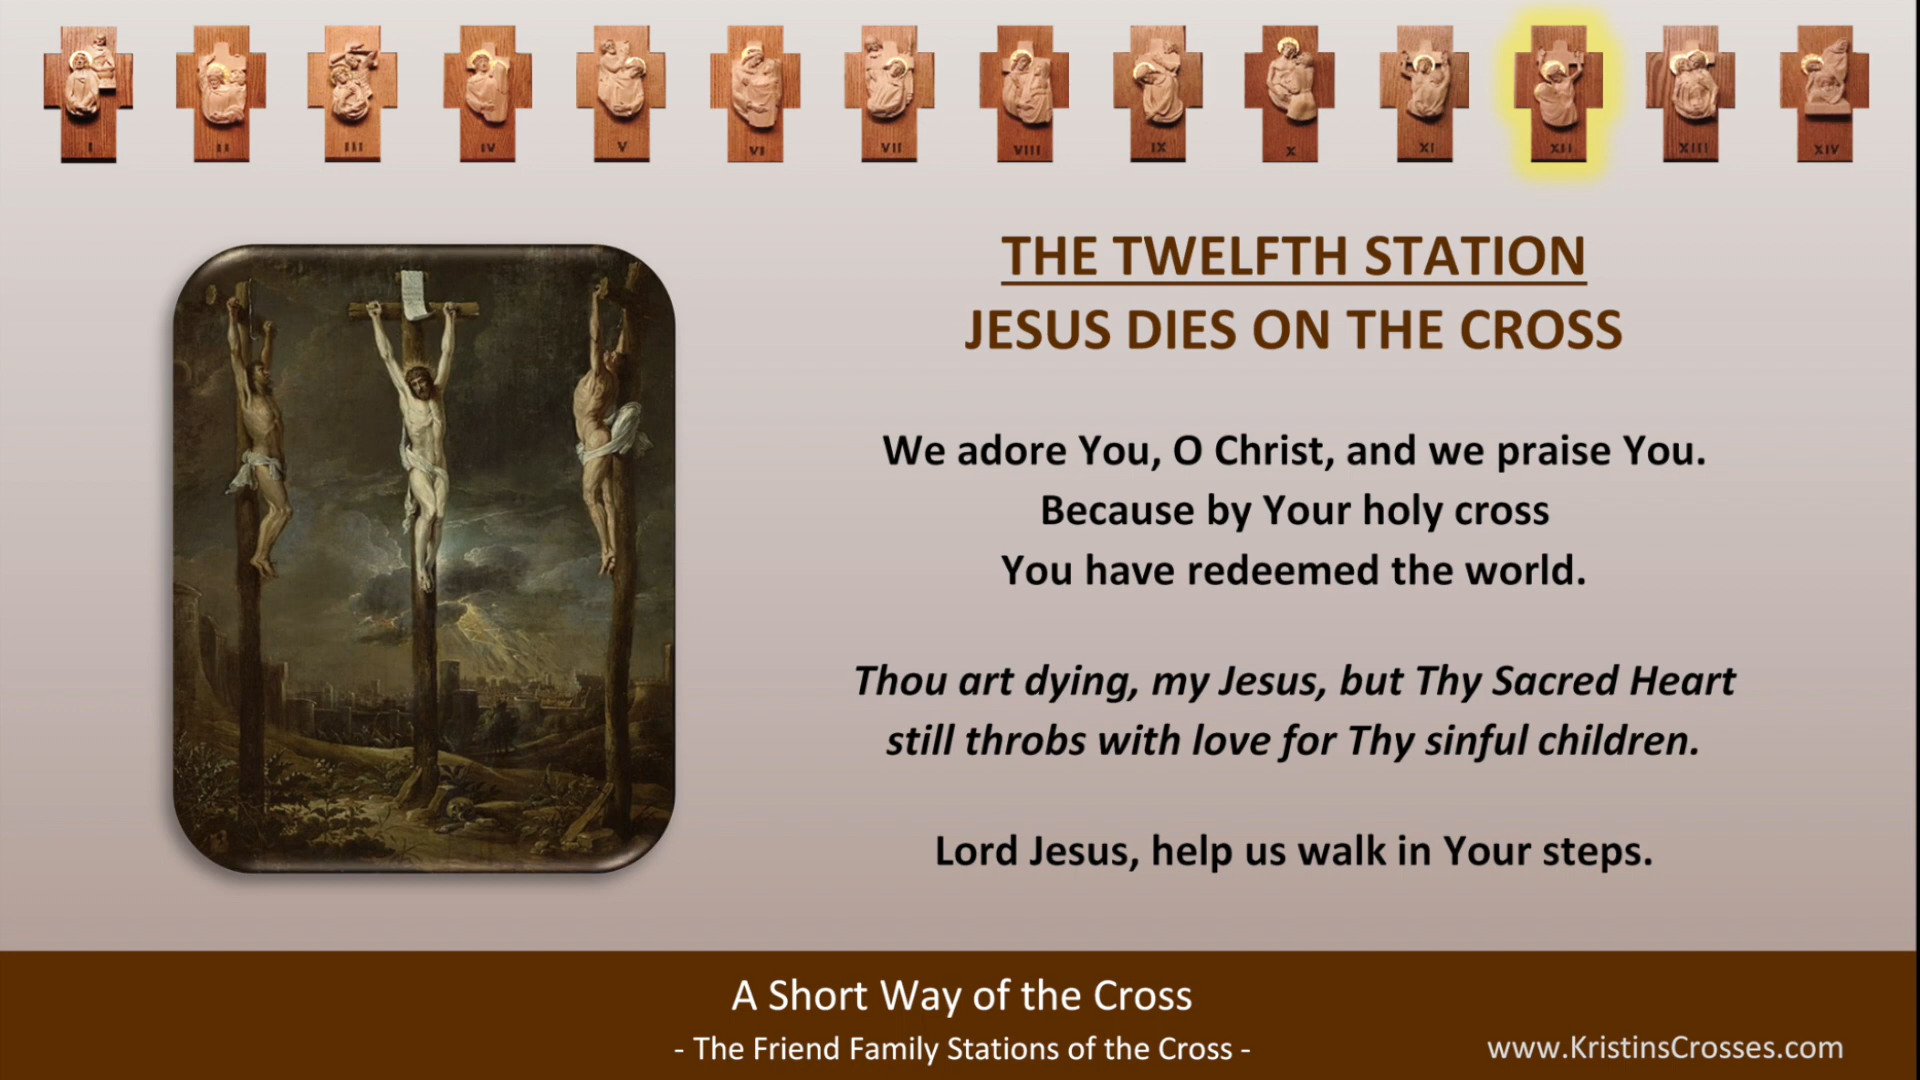 I II III IV V VI VII VIII IX X XI XII XIII XIV
THE TWELFTH STATION
JESUS DIES ON THE CROSS
We adore You, O Christ, and we praise You.
Because by Your holy cross
You have redeemed the world.
Thou art dying, my Jesus, but Thy Sacred Heart
still throbs with love for Thy sinful children.
Lord Jesus, help us walk in Your steps.
A Short Way of the Cross
- The Friend Family Stations of the Cross -
www.KristinsCrosses.com